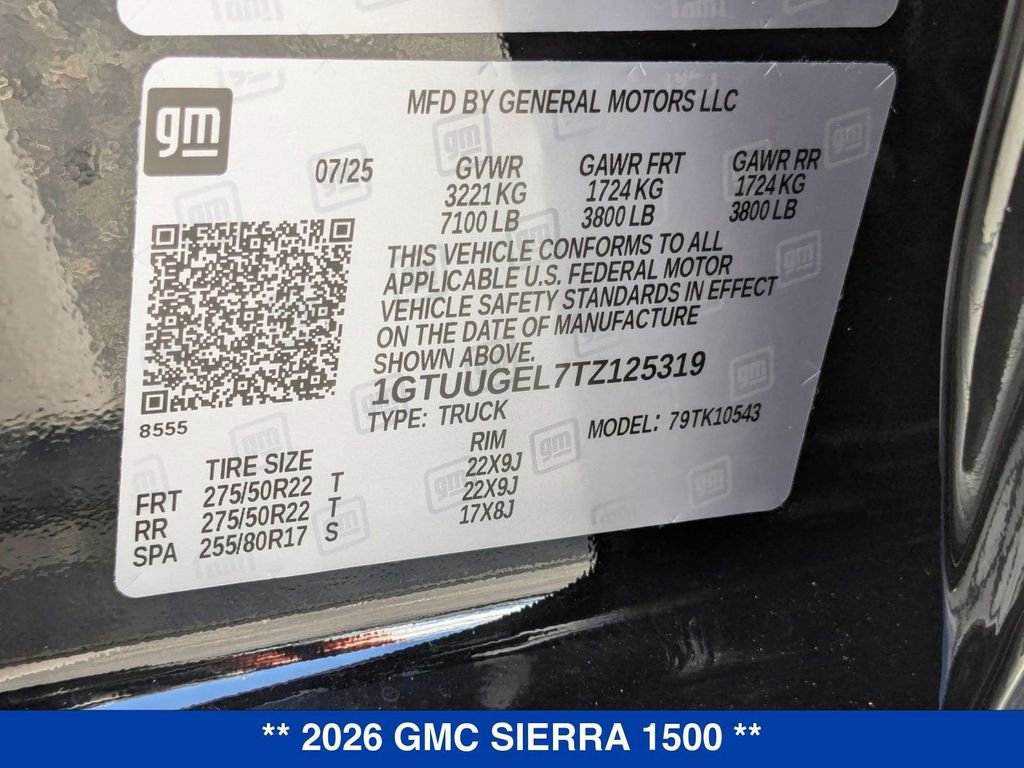 gm
MFD BY GENERAL MOTORS LLC
07/25 GVWR GAWR FRT GAWR RR
3221 KG 1724 KG 1724 KG
7100 LB 3800 LB 3800 LB
THIS VEHICLE CONFORMS TO ALL
APPLICABLE U.S. FEDERAL MOTOR
VEHICLE SAFETY STANDARDS IN EFFECT
ON THE DATE OF MANUFACTURE
SHOWN ABOVE.
1GTUUGEL7TZ125319
8555
TYPE: TRUCK MODEL: 79TK10543
TIRE SIZE RIM
FRT 275/50R22 T 22X9J
RR 275/50R22 T 22X9J
SPA 255/80R17 S 17X8J
** 2026 GMC SIERRA 1500 **